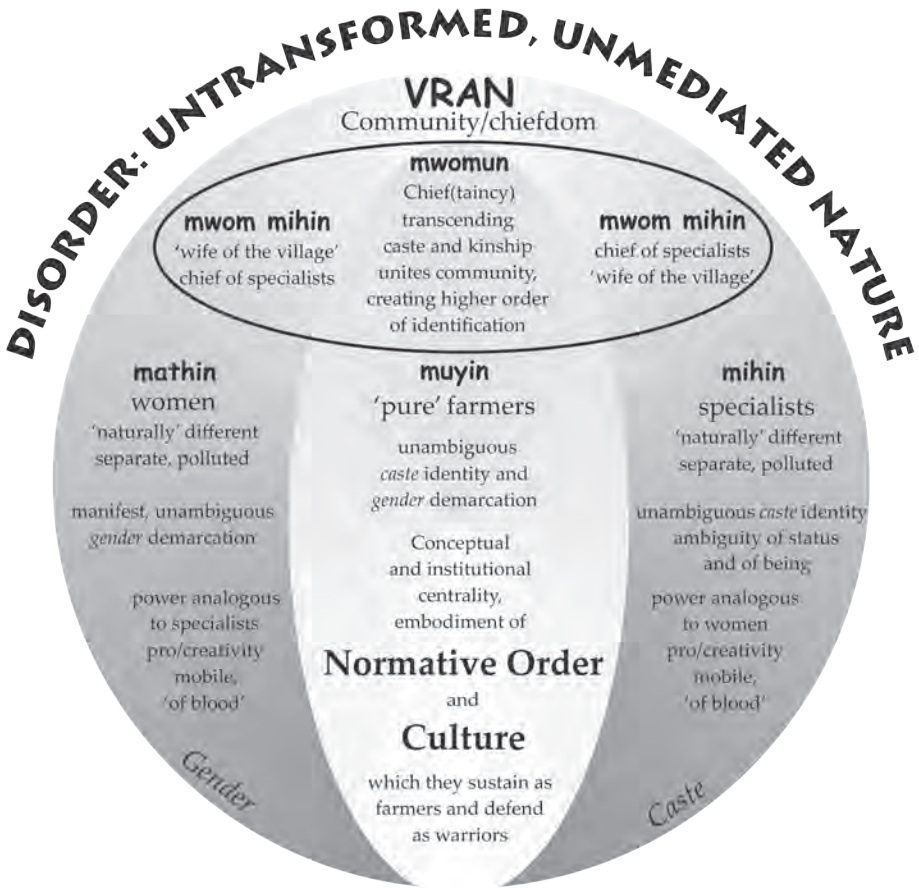 DISORDER: UNTRANSFORMED, UNMEDIATED NATURE
VRAN
Community/chiefdom
mwomun
Chief(taincy)
transcending
caste and kinship
unites community,
creating higher order
of identification
mwom mihin
'wife of the village'
chief of specialists
mwom mihin
chief of specialists
'wife of the village'
mathin
women
'naturally' different
separate, polluted
manifest, unambiguous
gender demarcation
power analogous
to specialists
pro/creativity
mobile,
'of blood'
Gender
muyin
'pure' farmers
unambiguous
caste identity and
gender demarcation
Conceptual
and institutional
centrality,
embodiment of
Normative Order
and
Culture
which they sustain as
farmers and defend
as warriors
mihin
specialists
'naturally' different
separate, polluted
unambiguous caste identity
ambiguity of status
and of being
power analogous
to women
pro/creativity
mobile,
'of blood'
Caste